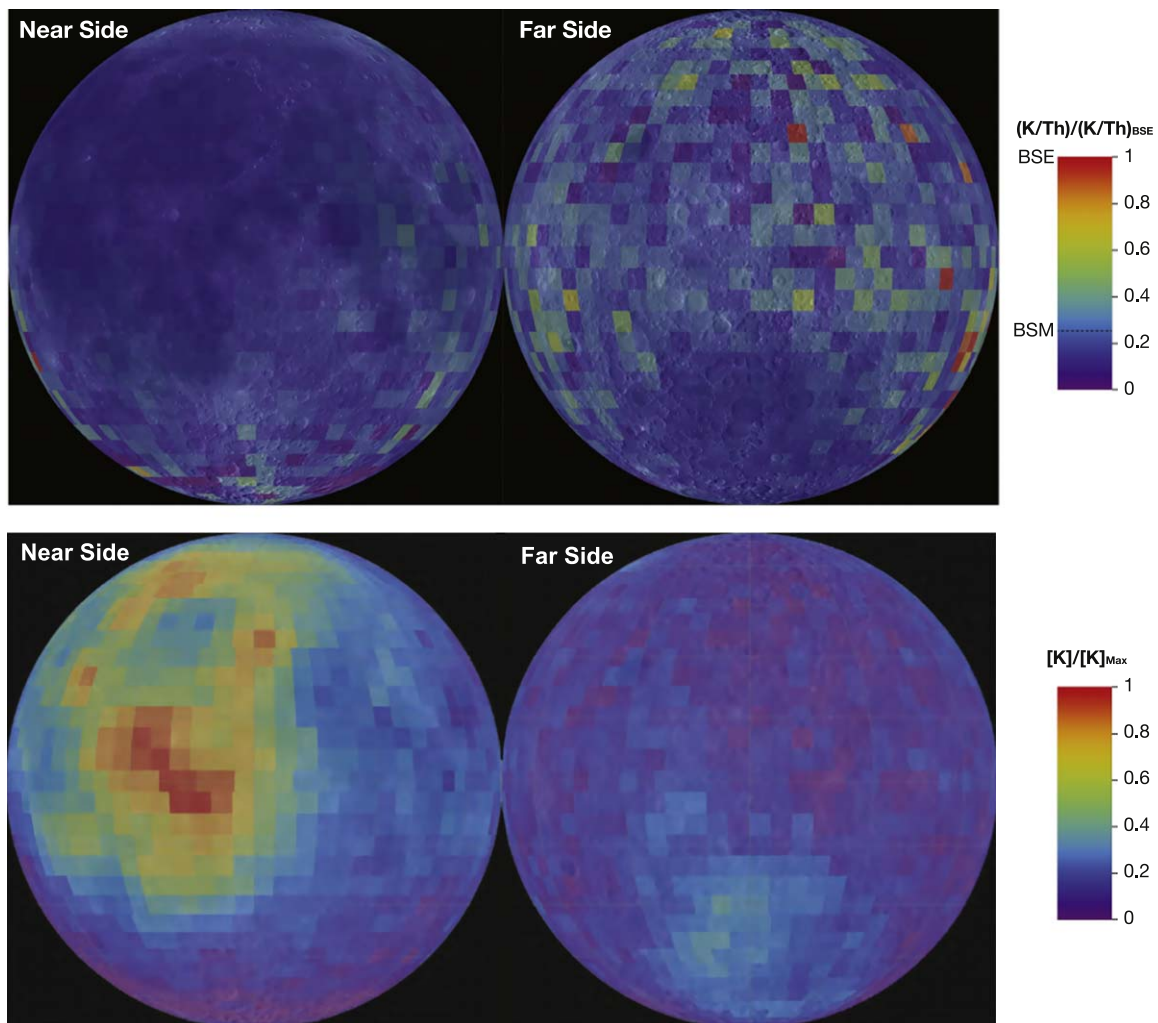 Near Side
Far Side
(K/Th)/(K/Th)BSE
BSE
1
0.8
0.6
0.4
BSM
0.2
0
Near Side
Far Side
[K]/[K]Max
1
0.8
0.6
0.4
0.2
0